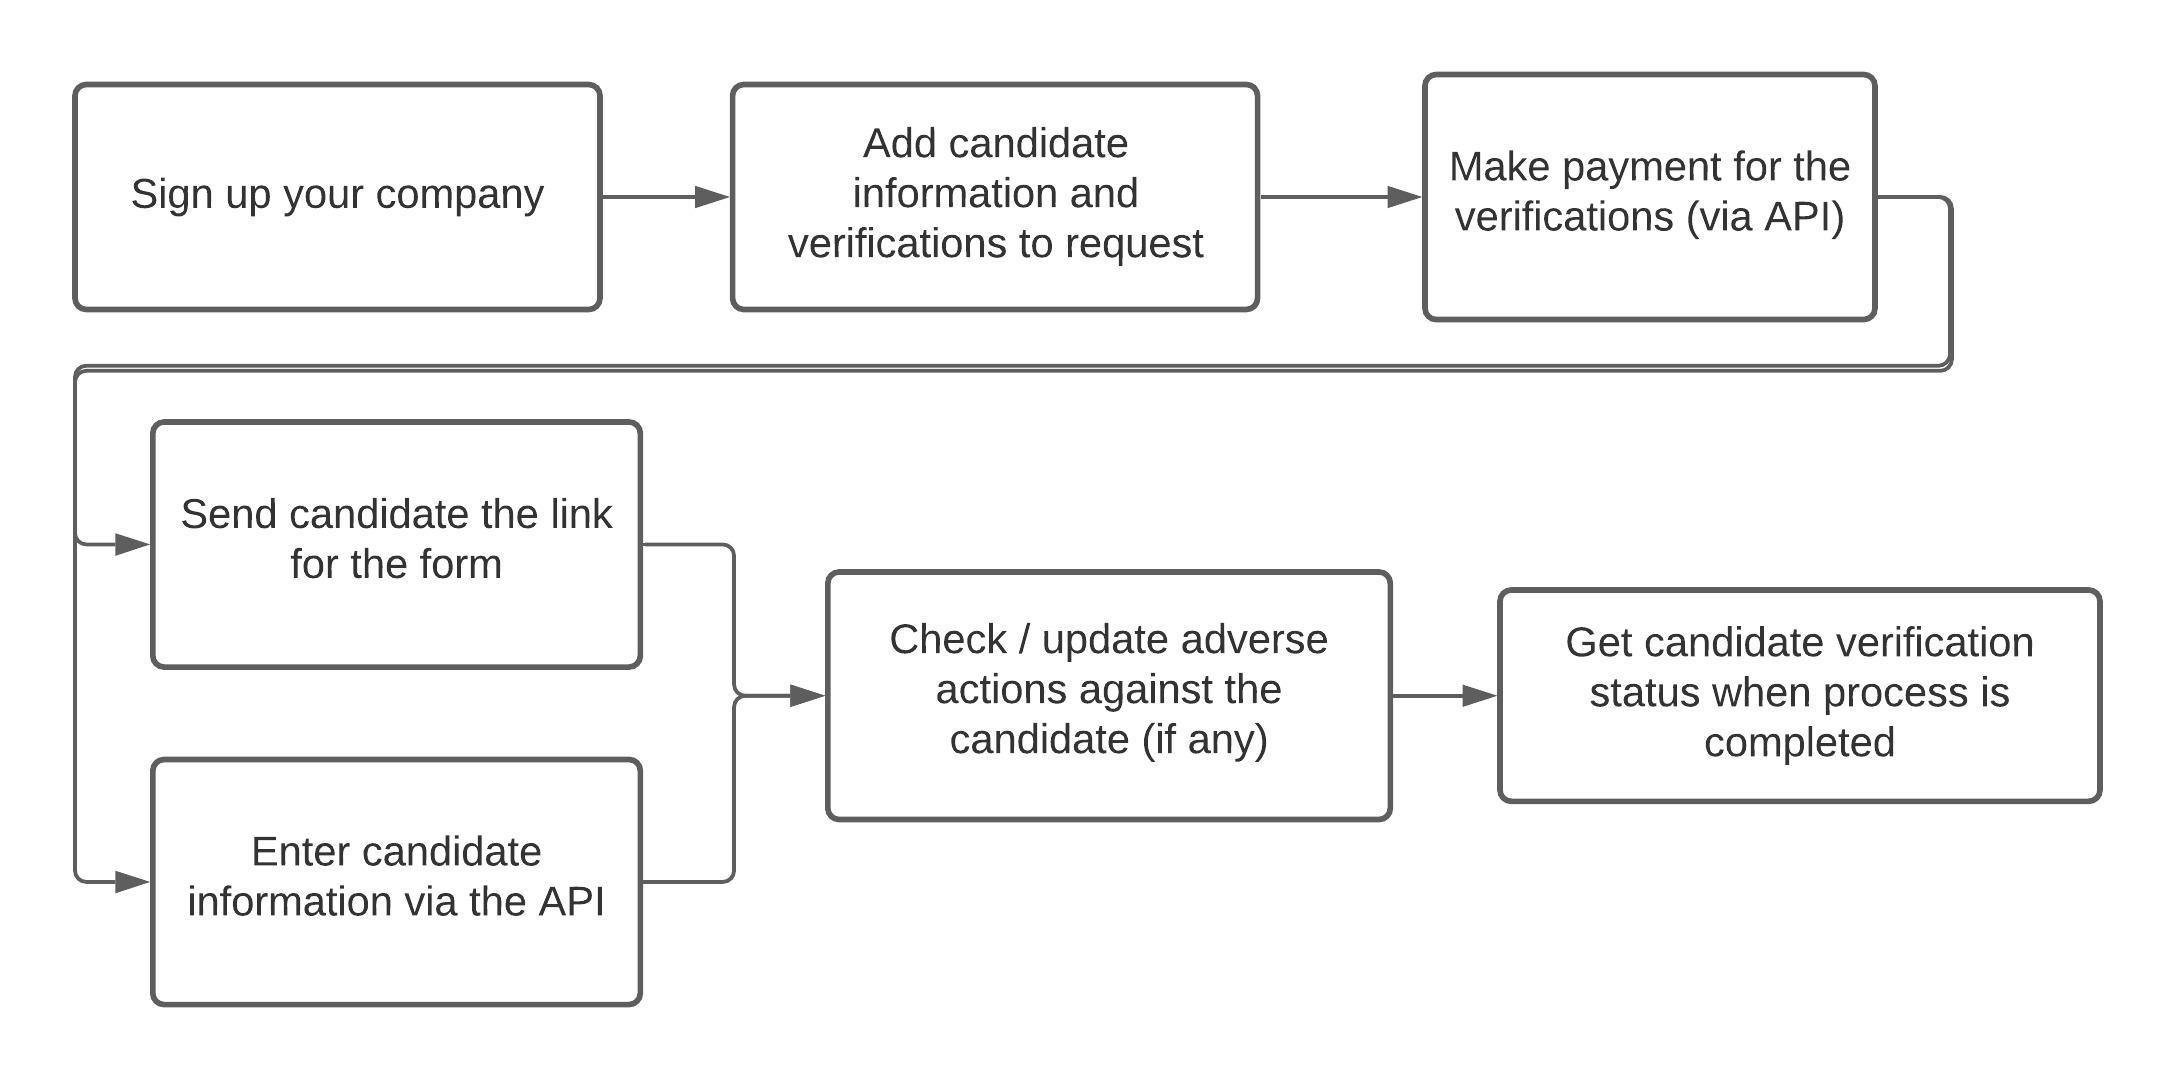 Sign up your company
Add candidate
information and
verifications to request
Make payment for the
verifications (via API)
Send candidate the link
for the form
Enter candidate
information via the API
Check / update adverse
actions against the
candidate (if any)
Get candidate verification
status when process is
completed